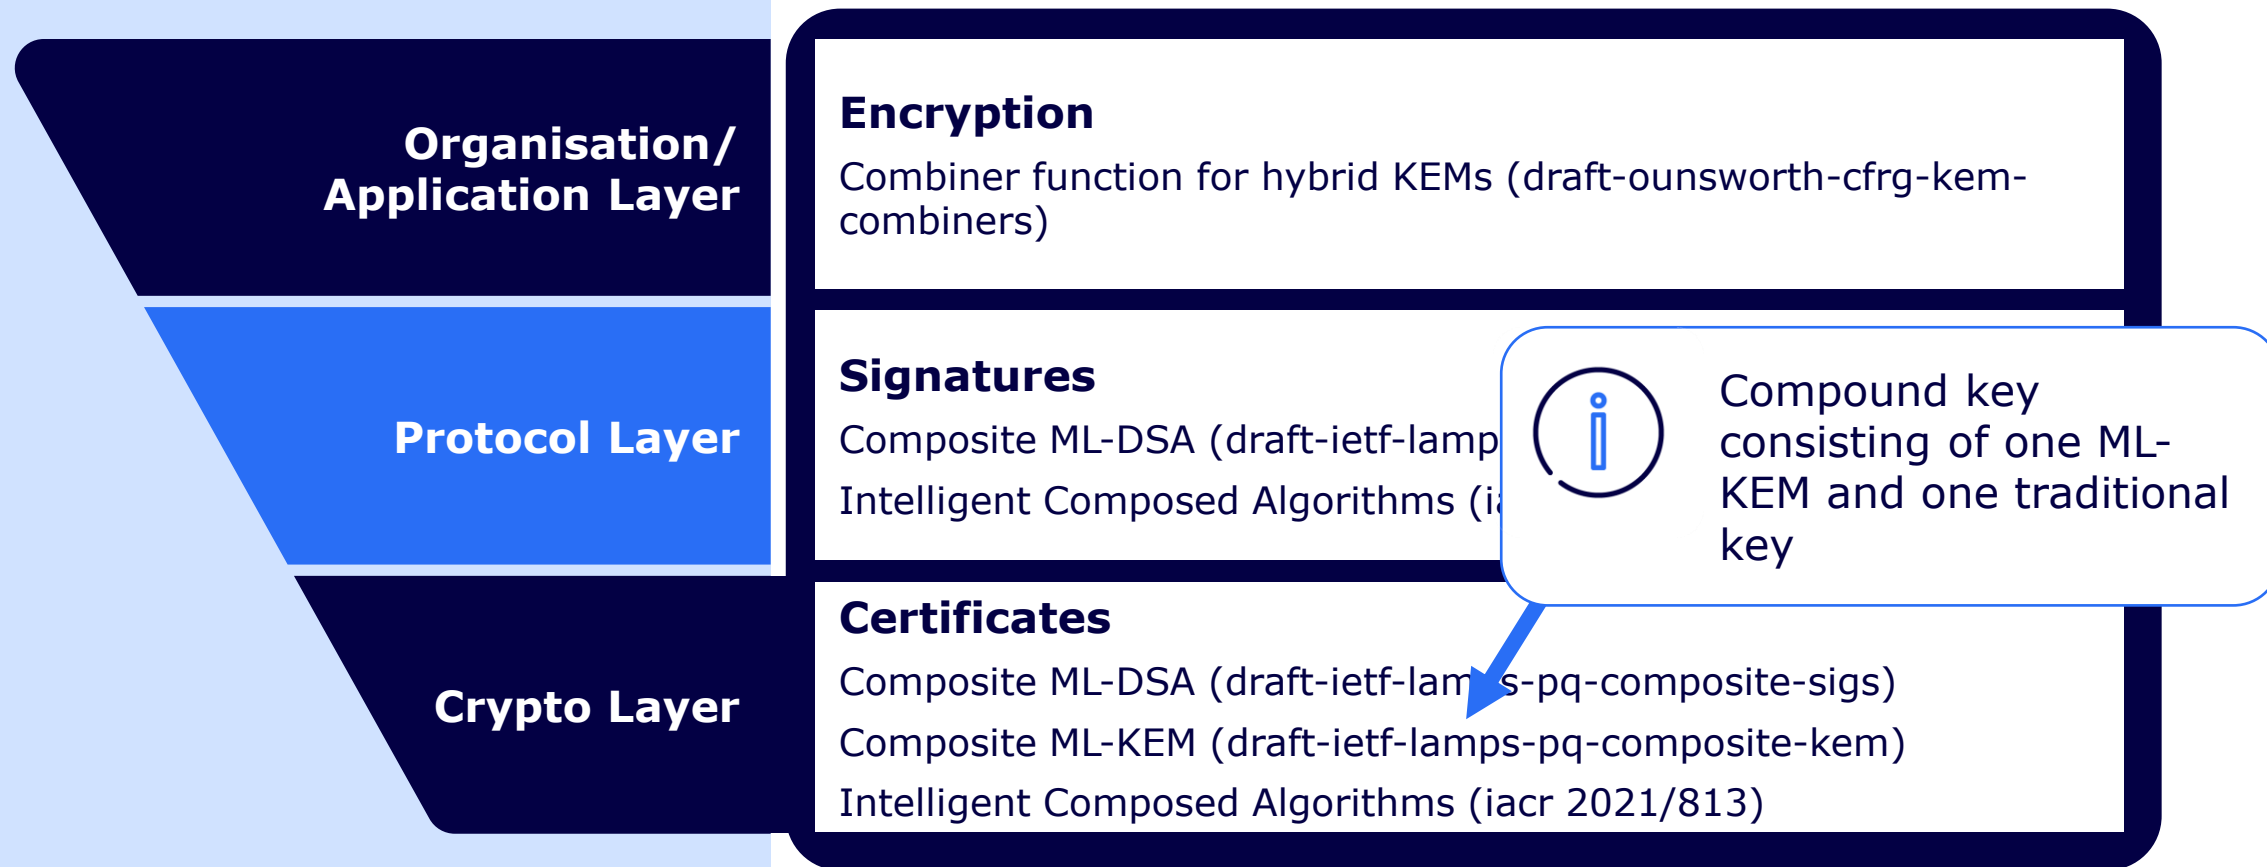 Organisation/
Application Layer
Encryption
Combiner function for hybrid KEMs (draft-ounsworth-cfrg-kem-
combiners)
Protocol Layer
Signatures
Composite ML-DSA (draft-ietf-lamp
Intelligent Composed Algorithms (ia
Compound key
consisting of one ML-
KEM and one traditional
key
Crypto Layer
Certificates
Composite ML-DSA (draft-ietf-lamps-pq-composite-sigs)
Composite ML-KEM (draft-ietf-lamps-pq-composite-kem)
Intelligent Composed Algorithms (iacr 2021/813)